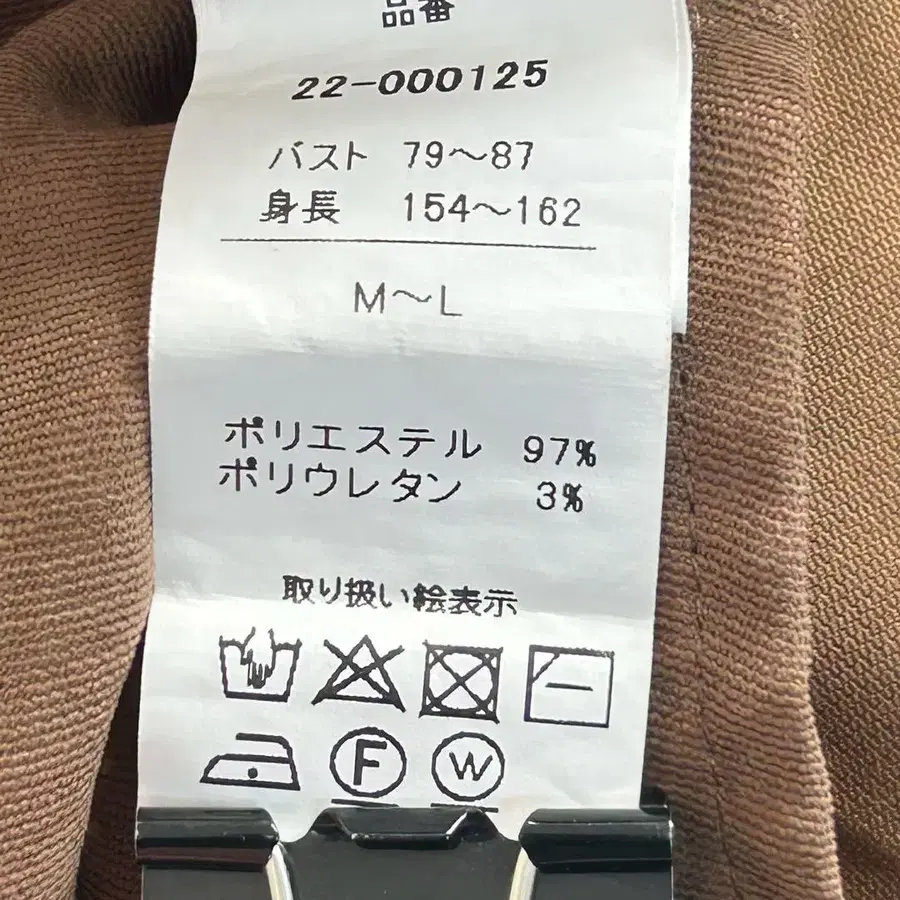 品番
22-000125
バスト 79~87
身長 154~162
M~L
ポリエステル 97%
ポリウレタン 3%
取り扱い絵表示
F W